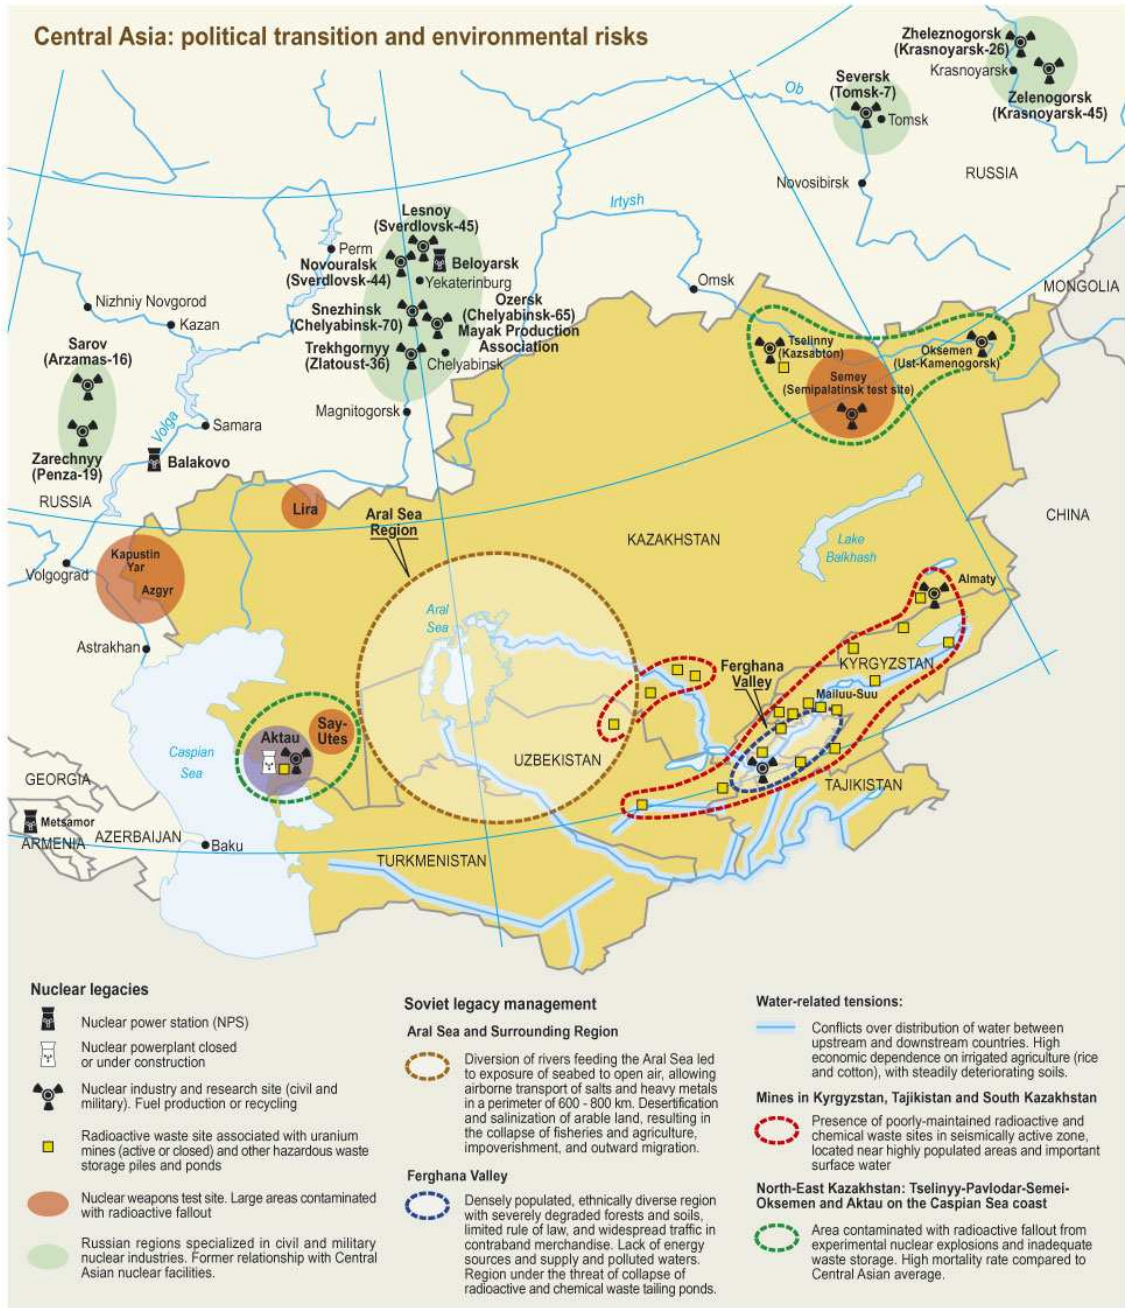 Central Asia: political transition and environmental risks
Zheleznogorsk
(Krasnoyarsk-26)
Krasnoyarsk
Zelenogorsk
(Krasnoyarsk-45)
Seversk
(Tomsk-7)
Tomsk
Ob
Novosibirsk
RUSSIA
Irtysh
Omsk
MONGOLIA
Lesnoy
(Sverdlovsk-45)
Perm
Novouralsk
(Sverdlovsk-44)
Beloyarsk
Yekaterinburg
Snezhinsk
(Chelyabinsk-70)
Ozersk
(Chelyabinsk-65)
Mayak Production
Association
Trekhgornyy
(Zlatoust-36)
Chelyabinsk
Magnitogorsk
Nizhniy Novgorod
Kazan
Sarov
(Arzamas-16)
Volga
Samara
Zarechnyy
(Penza-19)
Balakovo
RUSSIA
Tselinny
(Kazsabton)
Oksemen
(Ust-Kamenogorsk)
Semey
(Semipalatinsk test site)
Lira
Aral Sea
Region
KAZAKHSTAN
CHINA
Lake
Balkhash
Kapustin
Yar
Azgyr
Volgograd
Astrakhan
Almaty
Aral
Sea
Ferghana
Valley
KYRGYZSTAN
Mailuu-Suu
Say-
Utes
Aktau
Caspian
Sea
UZBEKISTAN
TAJIKISTAN
GEORGIA
Metsamor
ARMENIA
AZERBAIJAN
Baku
TURKMENISTAN
Nuclear legacies
Nuclear power station (NPS)
Nuclear powerplant closed
or under construction
Nuclear industry and research site (civil and
military). Fuel production or recycling
Radioactive waste site associated with uranium
mines (active or closed) and other hazardous waste
storage piles and ponds
Nuclear weapons test site. Large areas contaminated
with radioactive fallout
Russian regions specialized in civil and military
nuclear industries. Former relationship with Central
Asian nuclear facilities.
Soviet legacy management
Aral Sea and Surrounding Region
Diversion of rivers feeding the Aral Sea led
to exposure of seabed to open air, allowing
airborne transport of salts and heavy metals
in a perimeter of 600 - 800 km. Desertification
and salinization of arable land, resulting in
the collapse of fisheries and agriculture,
impoverishment, and outward migration.
Ferghana Valley
Densely populated, ethnically diverse region
with severely degraded forests and soils,
limited rule of law, and widespread traffic in
contraband merchandise. Lack of energy
sources and supply and polluted waters.
Region under the threat of collapse of
radioactive and chemical waste tailing ponds.
Water-related tensions:
Conflicts over distribution of water between
upstream and downstream countries. High
economic dependence on irrigated agriculture (rice
and cotton), with steadily deteriorating soils.
Mines in Kyrgyzstan, Tajikistan and South Kazakhstan
Presence of poorly-maintained radioactive and
chemical waste sites in seismically active zone,
located near highly populated areas and important
surface water
North-East Kazakhstan: Tselinyy-Pavlodar-Semei-
Oksemen and Aktau on the Caspian Sea coast
Area contaminated with radioactive fallout from
experimental nuclear explosions and inadequate
waste storage. High mortality rate compared to
Central Asian average.